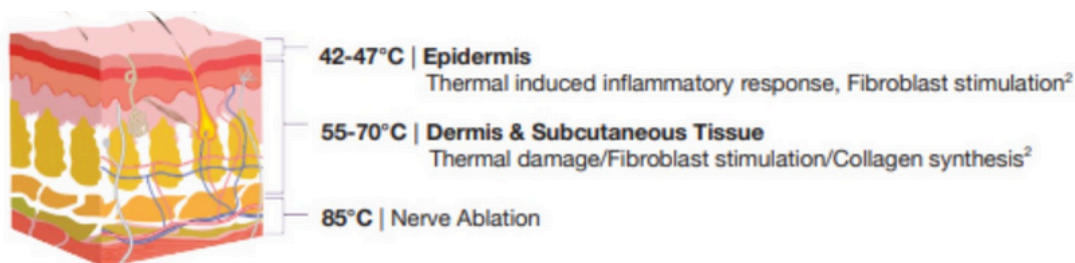 42-47°C | Epidermis
Thermal induced inflammatory response, Fibroblast stimulation²
55-70°C | Dermis & Subcutaneous Tissue
Thermal damage/Fibroblast stimulation/Collagen synthesis²
85°C | Nerve Ablation